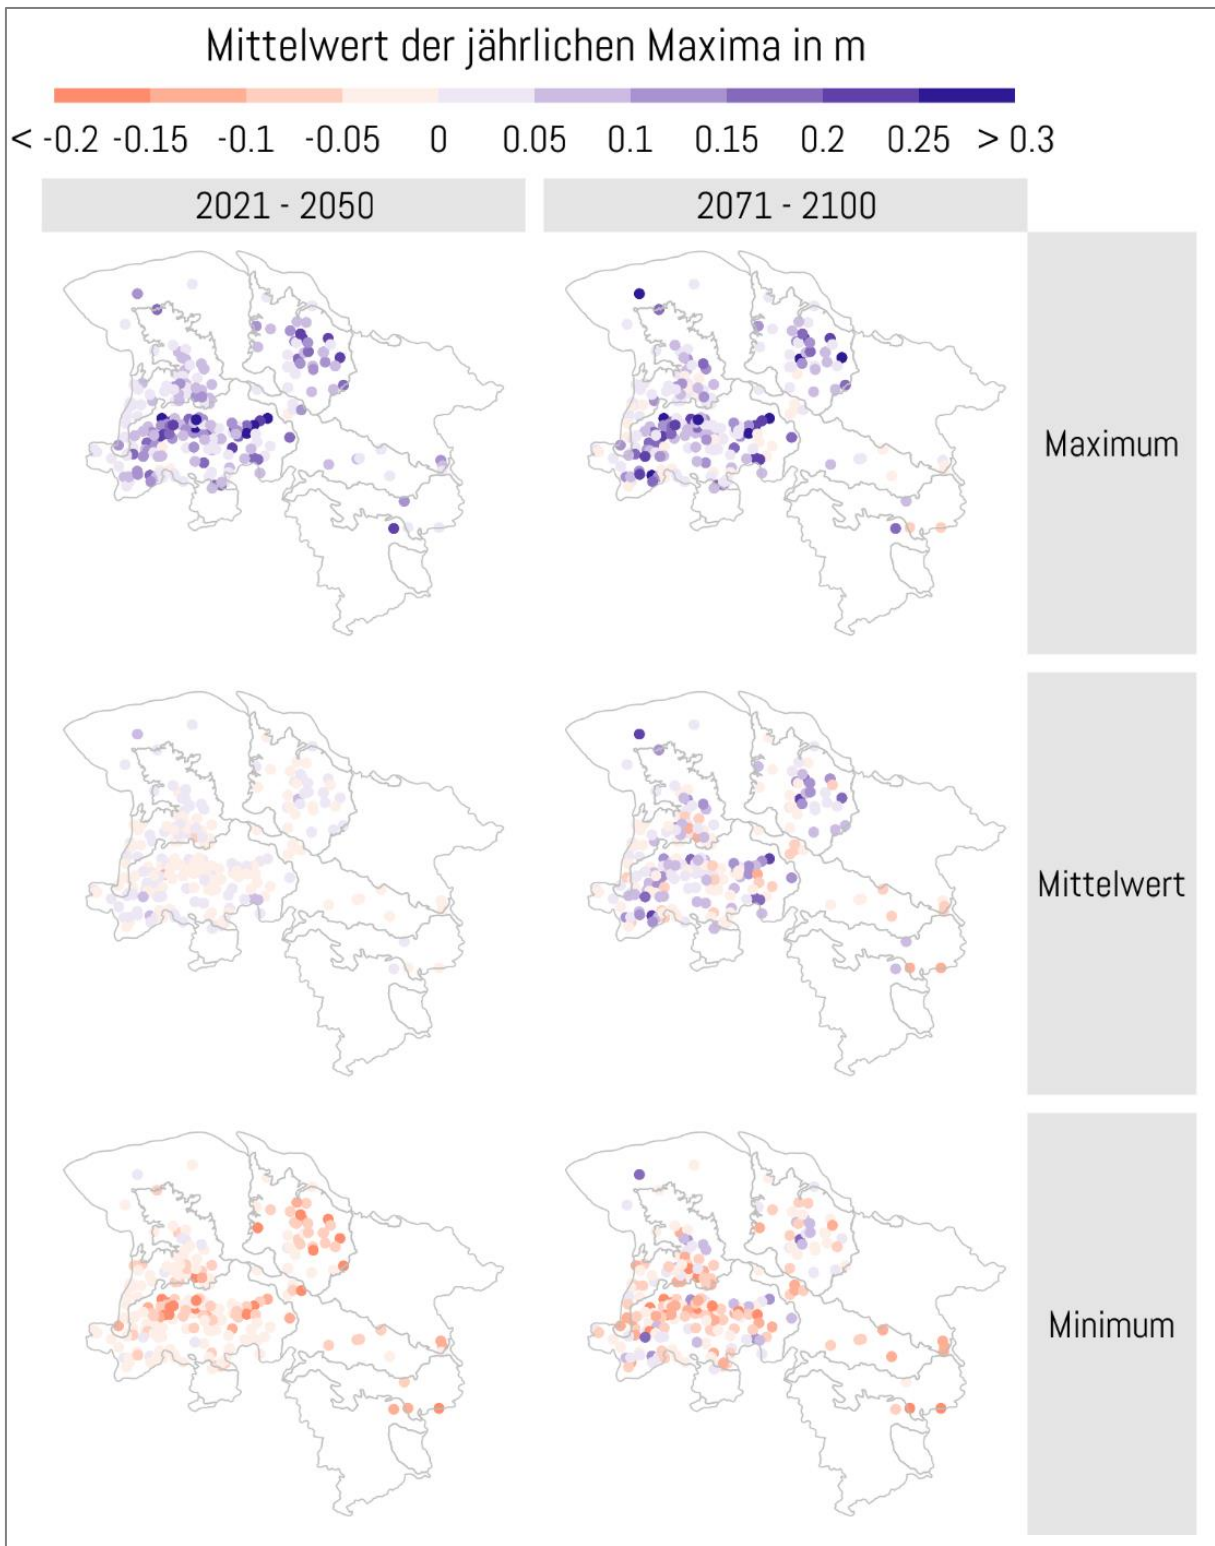 Mittelwert der jährlichen Maxima in m
< -0.2 -0.15 -0.1 -0.05 0 0.05 0.1 0.15 0.2 0.25 > 0.3
2021 - 2050 2071 - 2100
Maximum
Mittelwert
Minimum